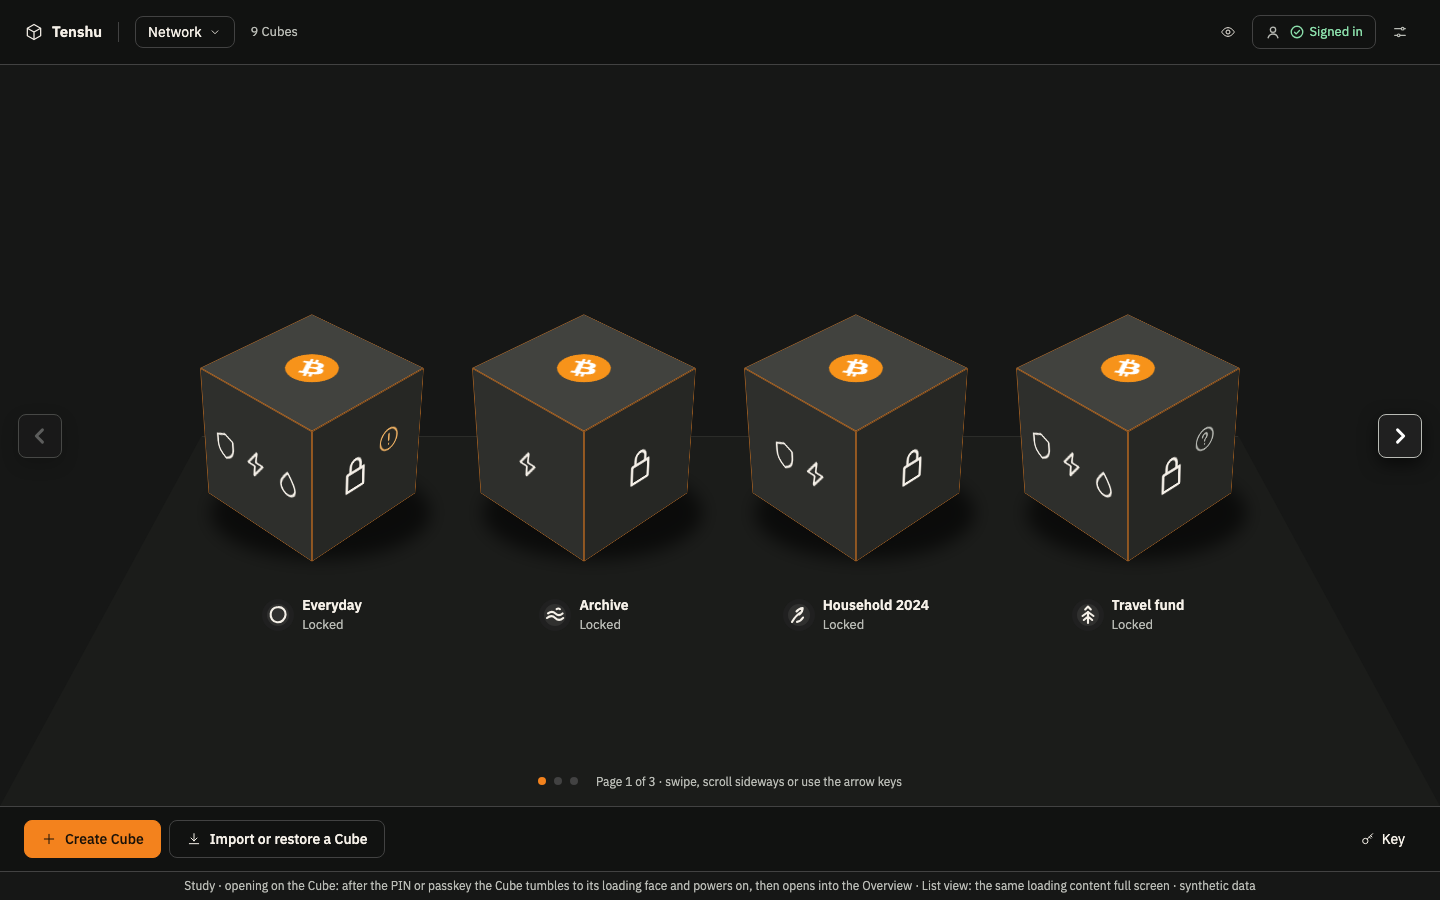 Tenshu
Network
9 Cubes
Signed in
Everyday
Locked
Archive
Locked
Household 2024
Locked
Travel fund
Locked
Page 1 of 3 · swipe, scroll sideways or use the arrow keys
Create Cube
Import or restore a Cube
Key
Study · opening on the Cube: after the PIN or passkey the Cube tumbles to its loading face and powers on, then opens into the Overview · List view: the same loading content full screen · synthetic data